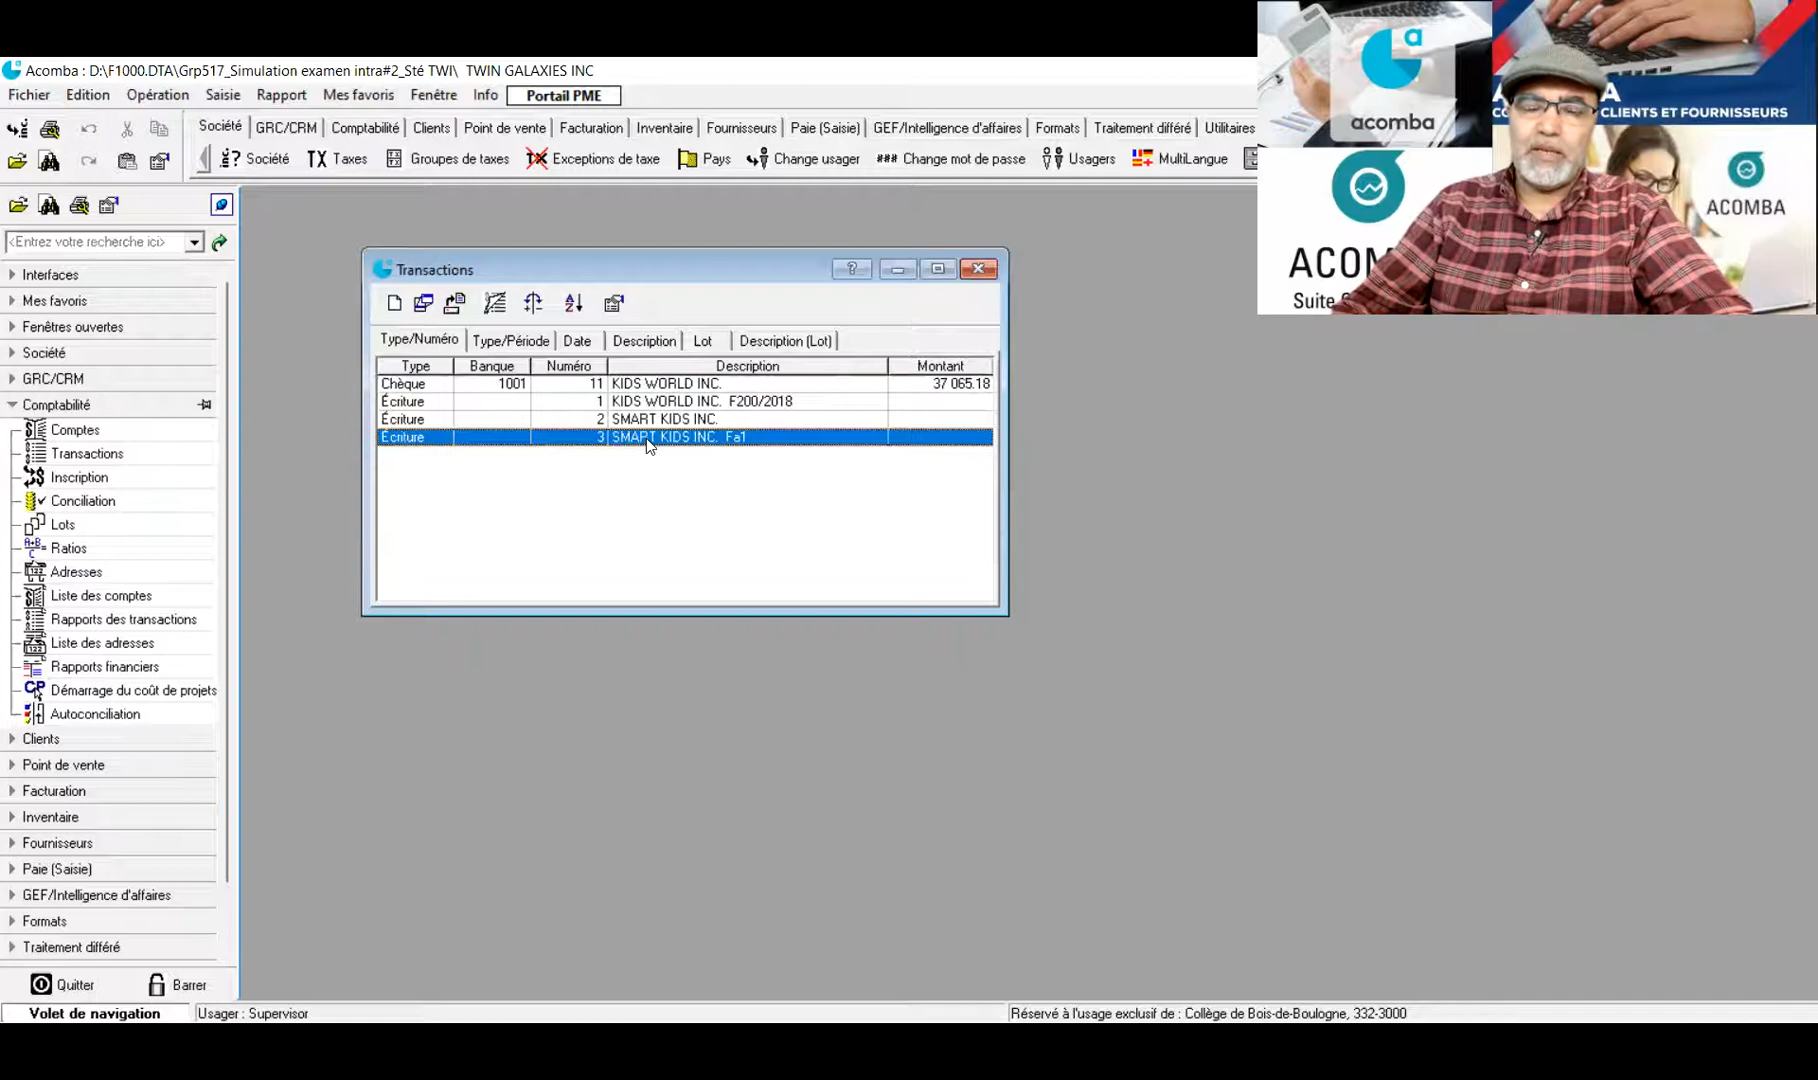 Acomba : D:\F1000.DTA\Grp517_Simulation examen intra#2_Sté TWI\ TWIN GALAXIES INC
Fichier Edition Opération Saisie Rapport Mes favoris Fenêtre Info Portail PME
Société GRC/CRM Comptabilité Clients Point de vente Facturation Inventaire Fournisseurs Paie (Saisie) GEF/Intelligence d'affaires Formats Traitement différé Utilitaires
Société TX Taxes Groupes de taxes Exceptions de taxe Pays Change usager ### Change mot de passe Usagers MultiLangue
<Entrez votre recherche ici>
Interfaces
Mes favoris
Fenêtres ouvertes
Société
GRC/CRM
Comptabilité
Comptes
Transactions
Inscription
Conciliation
Lots
Ratios
Adresses
Liste des comptes
Rapports des transactions
Liste des adresses
Rapports financiers
Démarrage du coût de projets
Autoconciliation
Clients
Point de vente
Facturation
Inventaire
Fournisseurs
Paie (Saisie)
GEF/Intelligence d'affaires
Formats
Traitement différé
Quitter Barrer
Volet de navigation Usager : Supervisor Réservé à l'usage exclusif de : Collège de Bois-de-Boulogne, 332-3000
Transactions
Type/Numéro Type/Période Date Description Lot Description (Lot)
Type Banque Numéro Description Montant
Chèque 1001 11 KIDS WORLD INC. 37 065.18
Écriture 1 KIDS WORLD INC. F200/2018
Écriture 2 SMART KIDS INC.
Écriture 3 SMART KIDS INC. Fa1
acomba
CLIENTS ET FOURNISSEURS
ACOMBA